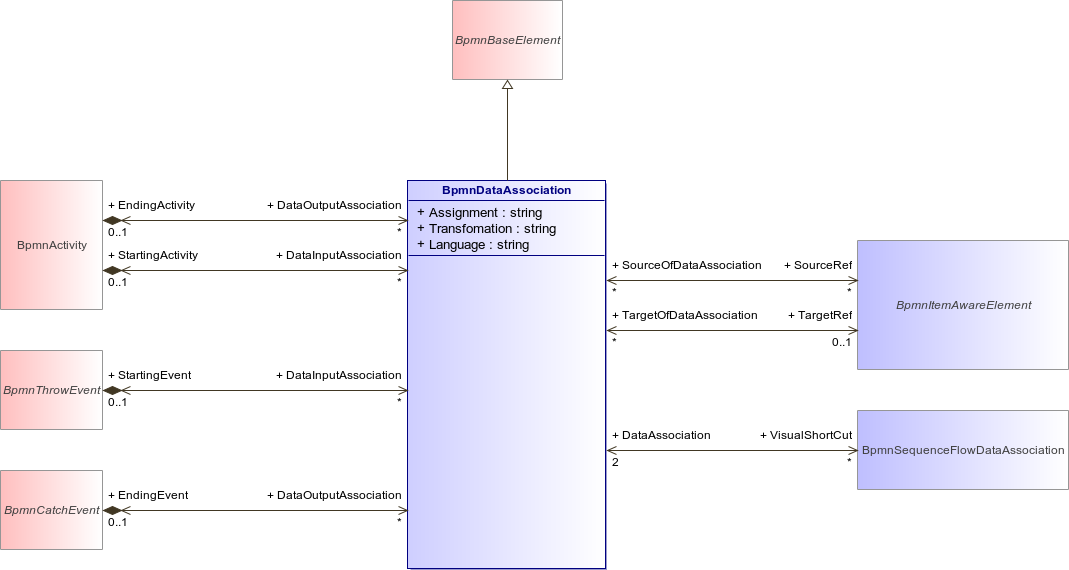 BpmnBaseElement
BpmnDataAssociation
+ Assignment : string
+ Transfomation : string
+ Language : string
BpmnActivity
+ EndingActivity
+ DataOutputAssociation
0..1
*
+ StartingActivity
+ DataInputAssociation
0..1
*
BpmnThrowEvent
+ StartingEvent
+ DataInputAssociation
0..1
*
BpmnCatchEvent
+ EndingEvent
+ DataOutputAssociation
0..1
*
+ SourceOfDataAssociation
+ SourceRef
*
*
BpmnItemAwareElement
+ TargetOfDataAssociation
+ TargetRef
*
0..1
+ DataAssociation
+ VisualShortCut
2
*
BpmnSequenceFlowDataAssociation